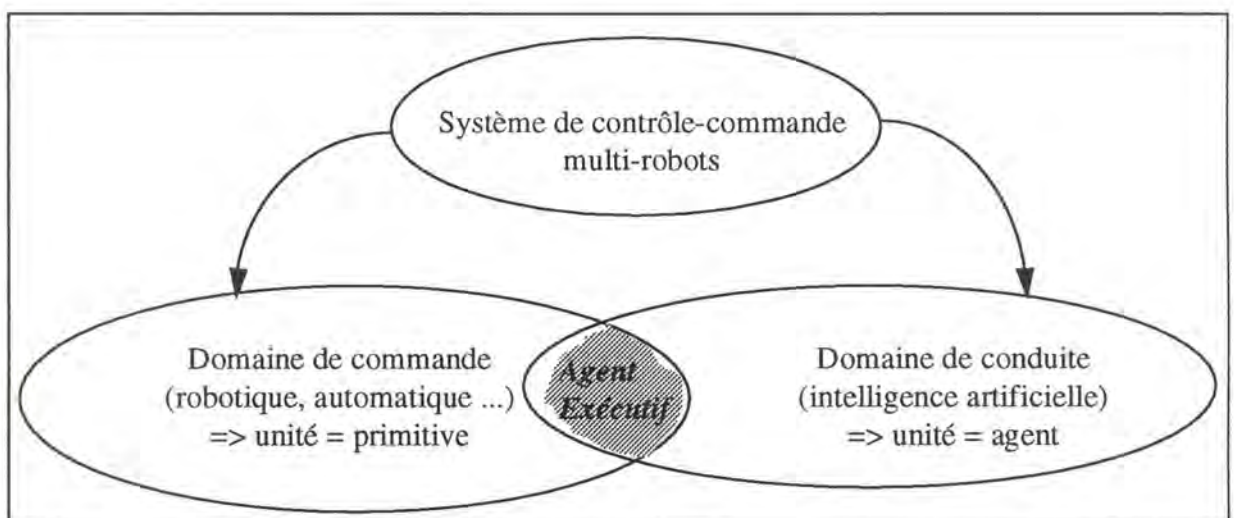 Système de contrôle-commande
multi-robots
Domaine de commande
(robotique, automatique ...)
=> unité = primitive
Agent
Exécutif
Domaine de conduite
(intelligence artificielle)
=> unité = agent